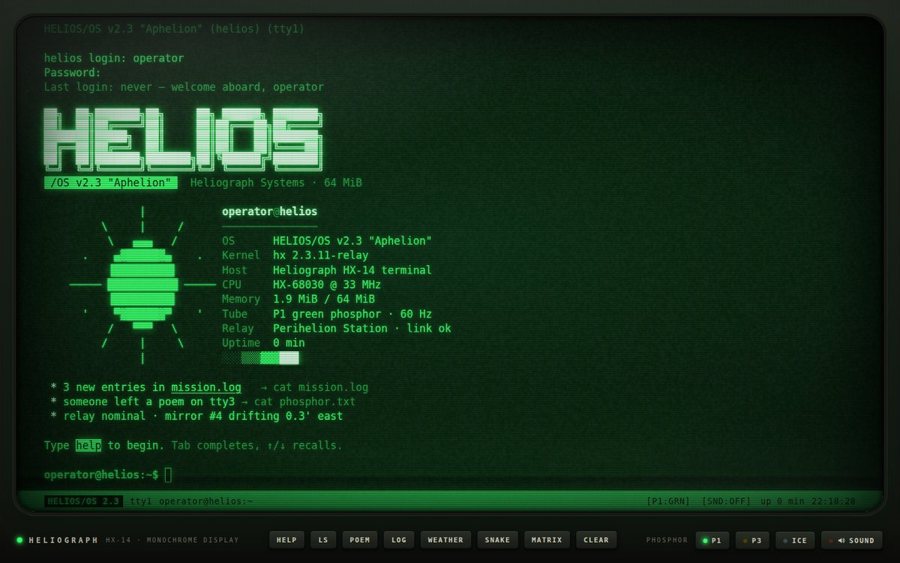 HELIOS/OS v2.3 "Aphelion" (helios) (tty1)
helios login: operator
Password:
Last login: never — welcome aboard, operator
HELIOS
/OS v2.3 "Aphelion" Heliograph Systems · 64 MiB
operator@helios
OS HELIOS/OS v2.3 "Aphelion"
Kernel hx 2.3.11-relay
Host Heliograph HX-14 terminal
CPU HX-68030 @ 33 MHz
Memory 1.9 MiB / 64 MiB
Tube P1 green phosphor · 60 Hz
Relay Perihelion Station · link ok
Uptime 0 min
* 3 new entries in mission.log → cat mission.log
* someone left a poem on tty3 → cat phosphor.txt
* relay nominal · mirror #4 drifting 0.3' east
Type help to begin. Tab completes, ↑/↓ recalls.
operator@helios:~$
HELIOS/OS 2.3 tty1 operator@helios:~ [P1:GRN] [SND:OFF] up 0 min 22:18:28
HELIOGRAPH HX-14 · MONOCHROME DISPLAY HELP LS POEM LOG WEATHER SNAKE MATRIX CLEAR PHOSPHOR P1 P3 ICE SOUND